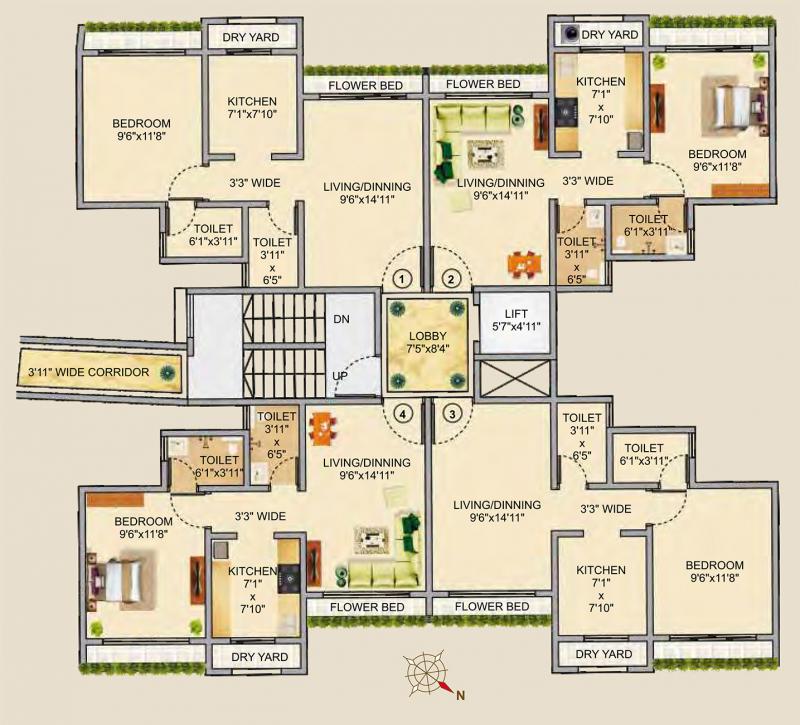 DRY YARD
DRY YARD
FLOWER BED
FLOWER BED
BEDROOM
9'6"x11'8"
KITCHEN
7'1"x7'10"
KITCHEN
7'1"
x
7'10"
BEDROOM
9'6"x11'8"
3'3" WIDE
LIVING/DINNING
9'6"x14'11"
LIVING/DINNING
9'6"x14'11"
3'3" WIDE
TOILET
6'1"x3'11"
TOILET
3'11"
x
6'5"
TOILET
3'11"
x
6'5"
TOILET
6'1"x3'11"
1
2
DN
UP
LOBBY
7'5"x8'4"
LIFT
5'7"x4'11"
3'11" WIDE CORRIDOR
4
3
TOILET
3'11"
x
6'5"
TOILET
6'1"x3'11"
LIVING/DINNING
9'6"x14'11"
TOILET
3'11"
x
6'5"
TOILET
6'1"x3'11"
BEDROOM
9'6"x11'8"
3'3" WIDE
LIVING/DINNING
9'6"x14'11"
3'3" WIDE
KITCHEN
7'1"
x
7'10"
KITCHEN
7'1"
x
7'10"
BEDROOM
9'6"x11'8"
FLOWER BED
FLOWER BED
DRY YARD
DRY YARD
N